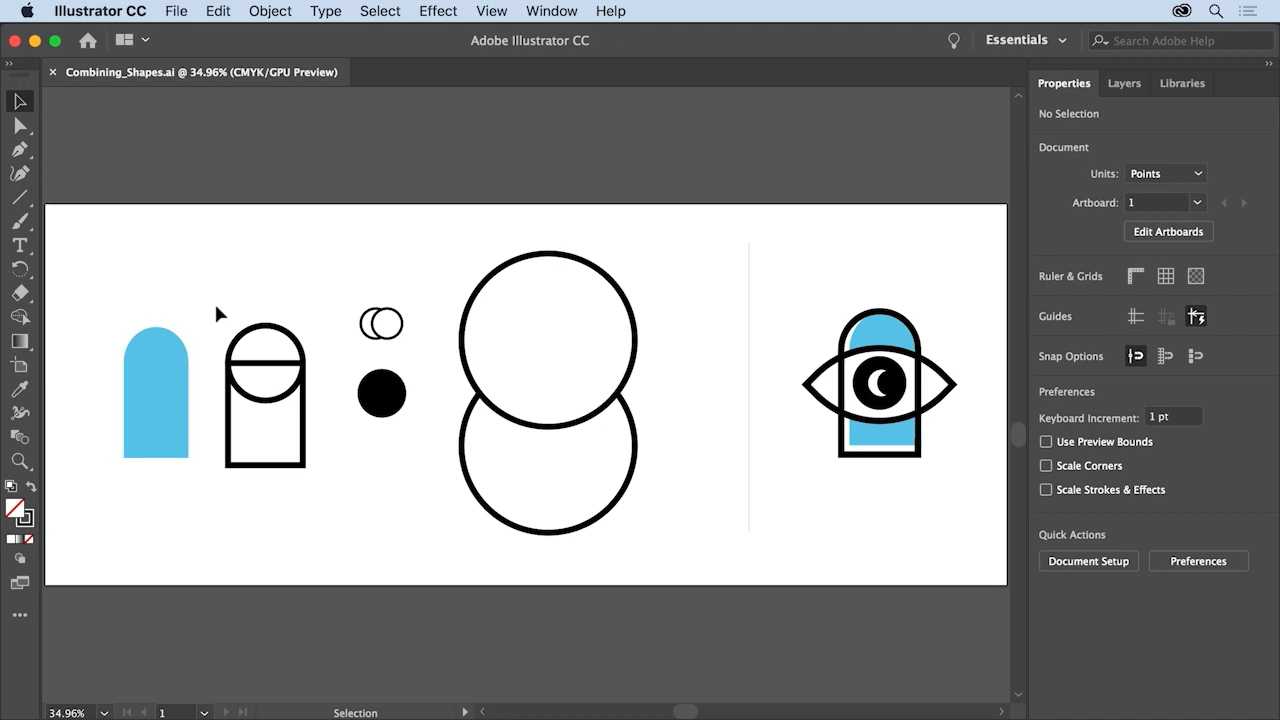 Illustrator CC File Edit Object Type Select Effect View Window Help
Adobe Illustrator CC Essentials Search Adobe Help
Combining_Shapes.ai @ 34.96% (CMYK/GPU Preview)
Properties Layers Libraries
No Selection
Document
Units: Points
Artboard: 1
Edit Artboards
Ruler & Grids
Guides
Snap Options
Preferences
Keyboard Increment: 1 pt
Use Preview Bounds
Scale Corners
Scale Strokes & Effects
Quick Actions
Document Setup Preferences
34.96% 1 Selection